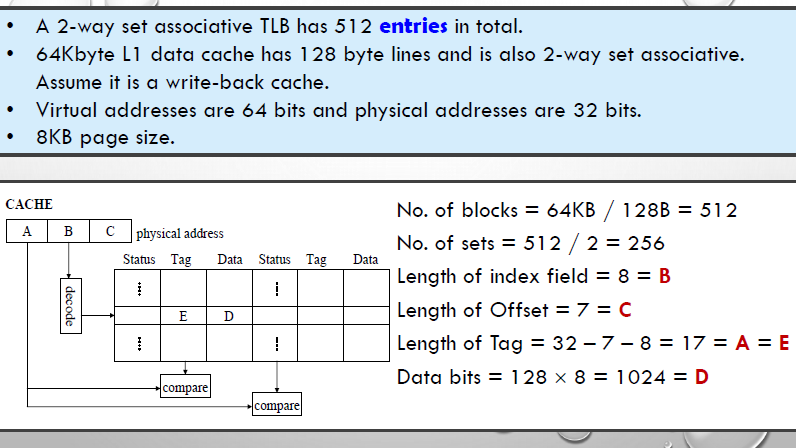 • A 2-way set associative TLB has 512 entries in total.
• 64Kbyte L1 data cache has 128 byte lines and is also 2-way set associative.
Assume it is a write-back cache.
• Virtual addresses are 64 bits and physical addresses are 32 bits.
• 8KB page size.
CACHE
A B C physical address
Status Tag Data Status Tag Data
decode
E D
compare
compare
No. of blocks = 64KB / 128B = 512
No. of sets = 512 / 2 = 256
Length of index field = 8 = B
Length of Offset = 7 = C
Length of Tag = 32 – 7 – 8 = 17 = A = E
Data bits = 128 × 8 = 1024 = D